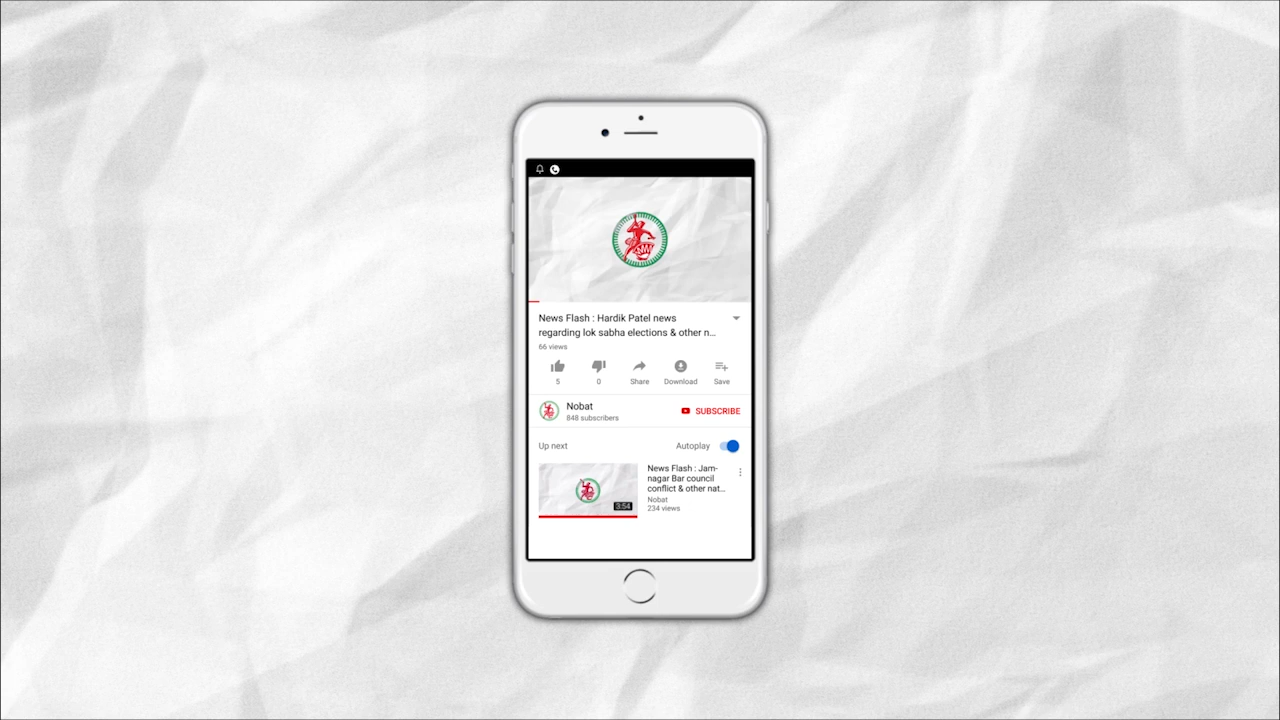 News Flash : Hardik Patel news
regarding lok sabha elections & other n...
66 views
5
0
Share
Download
Save
Nobat
848 subscribers
SUBSCRIBE
Up next
Autoplay
News Flash : Jam-
nagar Bar council
conflict & other nat...
Nobat
234 views
3:54